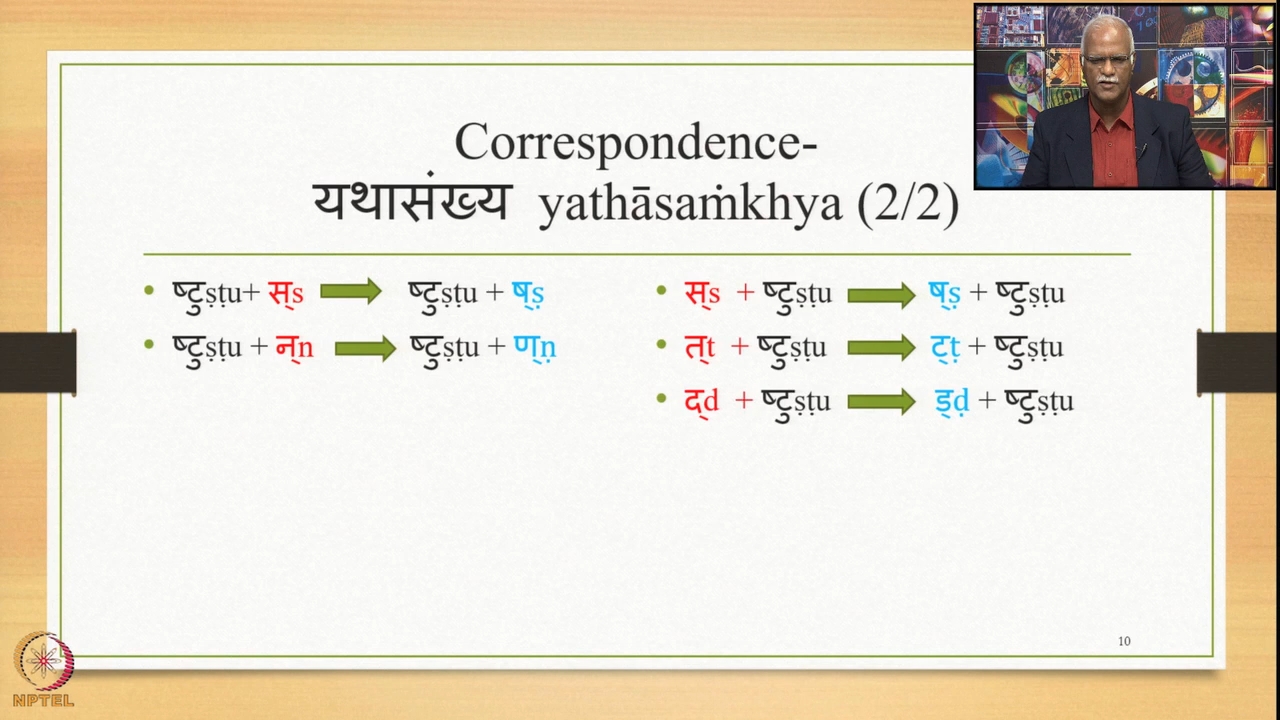 Correspondence-
यथासंख्य yathāsaṁkhya (2/2)
• ष्टुṣṭu+ स्s → ष्टुṣṭu + ष्ṣ
• ष्टुṣṭu + न्n → ष्टुṣṭu + ण्ṇ
• स्s + ष्टुṣṭu → ष्ṣ + ष्टुṣṭu
• त्t + ष्टुṣṭu → ट्ṭ + ष्टुṣṭu
• द्d + ष्टुṣṭu → ड्ḍ + ष्टुṣṭu
10
NPTEL